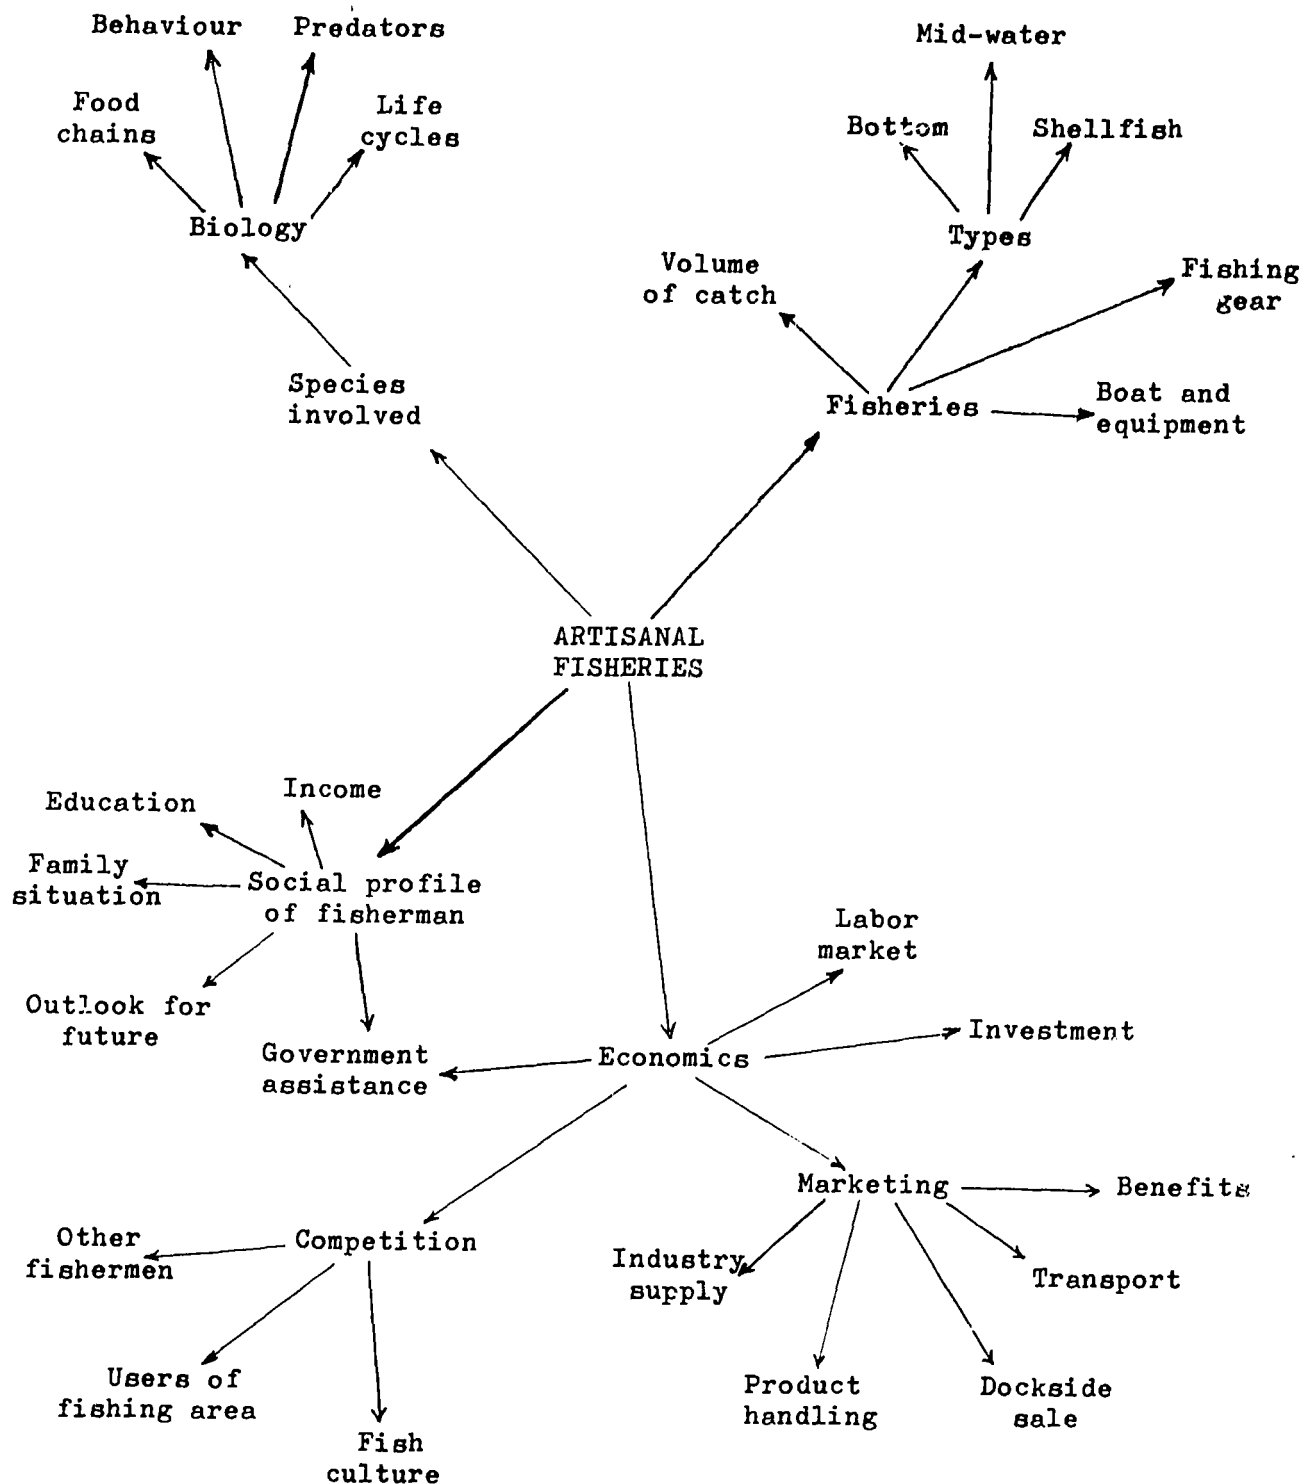 Behaviour
Predators
Mid-water
Food
chains
Life
cycles
Bottom
Shellfish
Biology
Types
Volume
of catch
Fishing
gear
Species
involved
Fisheries
Boat and
equipment
ARTISANAL
FISHERIES
Education
Income
Family
situation
Social profile
of fisherman
Labor
market
Outlook for
future
Government
assistance
Economics
Investment
Marketing
Benefits
Other
fishermen
Competition
Industry
supply
Transport
Users of
fishing area
Product
handling
Dockside
sale
Fish
culture